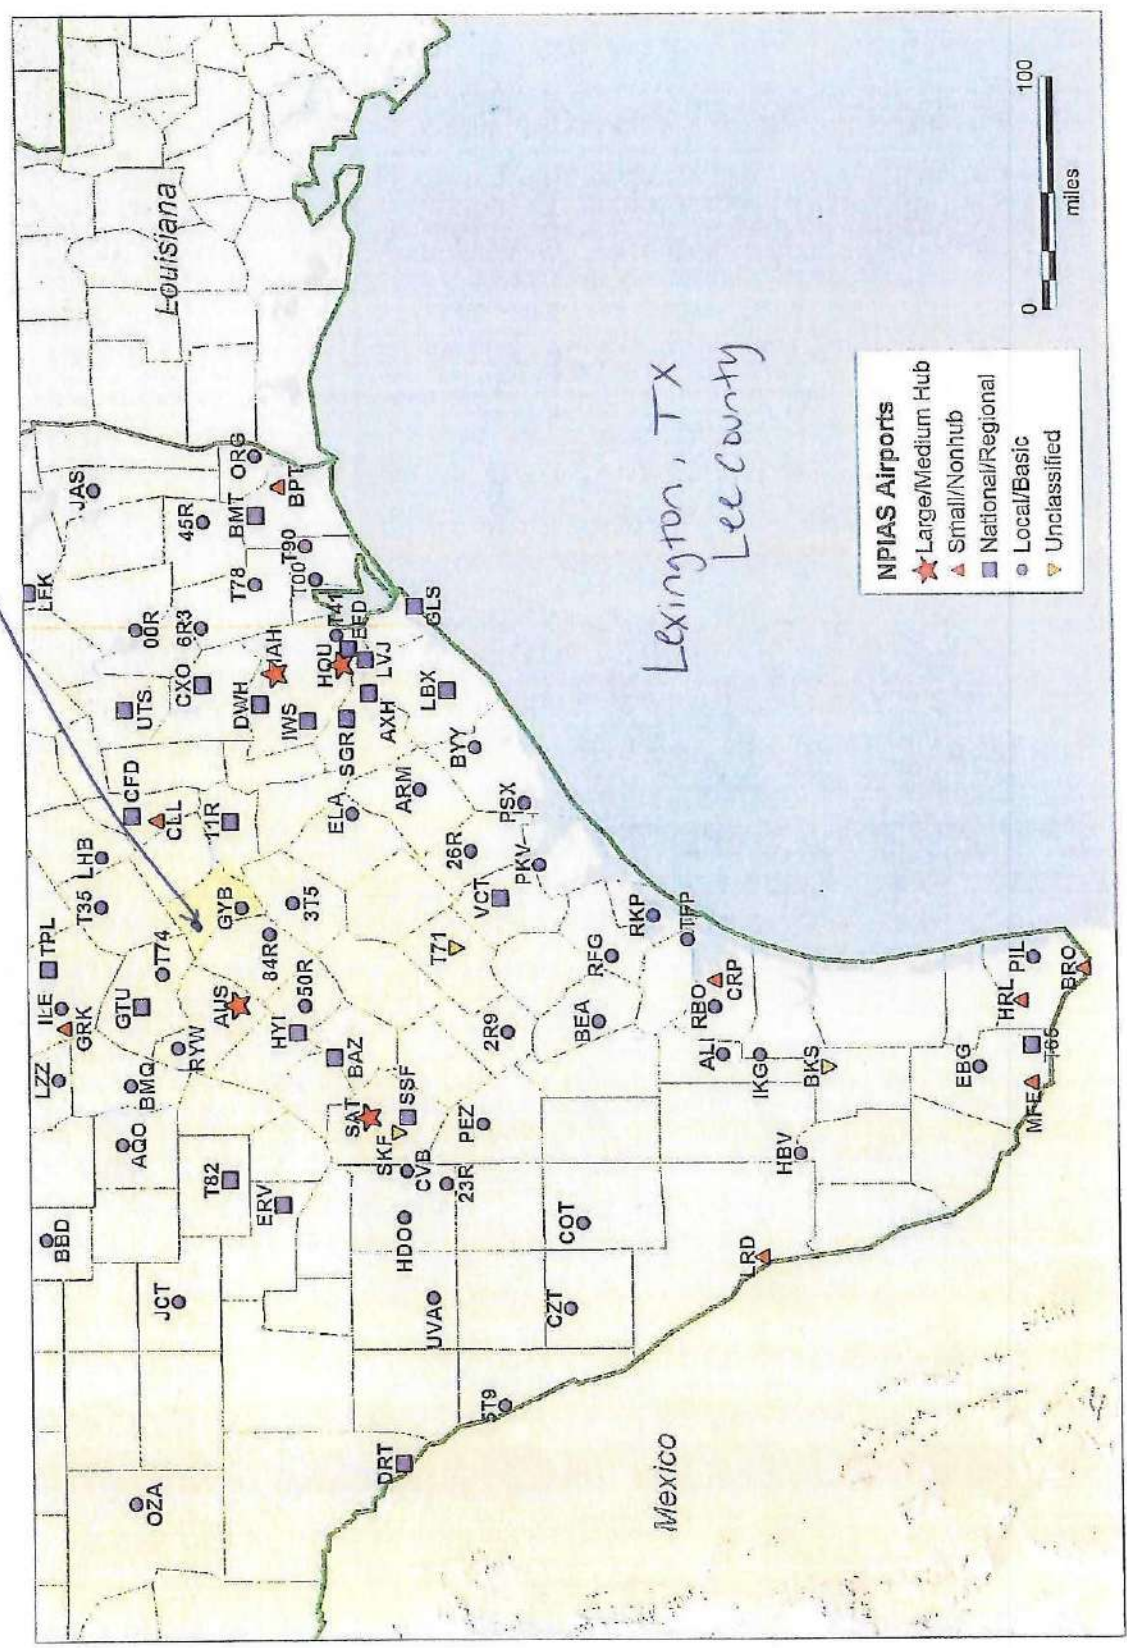 Louisiana
LFK
JAS
ORG
45R
BMT
BPT
T78
T90
T00
00R
6R3
T41
EFD
GLS
UTS
CXO
DWH
IAH
HOU
LVJ
IWS
SGR
AXH
LBX
CFD
CLL
11R
BYY
ELA
ARM
PSX
LHB
T35
GYB
3T5
26R
PKV
VCT
TPL
T74
84R
T71
RKP
TFP
ILE
GRK
GTU
AUS
50R
RFG
LZZ
RYW
HYI
BAZ
2R9
BEA
RBO
CRP
BMQ
AQO
SAT
SSF
SKF
PEZ
ALI
IKG
BKS
PIL
BRO
HRL
T65
EBG
MFE
T82
ERV
CVB
23R
HBV
BBD
HDO
COT
JCT
UVA
CZT
LRD
5T9
DRT
OZA
Mexico
Lexington, TX
Lee County
NPIAS Airports
Large/Medium Hub
Small/Nonhub
National/Regional
Local/Basic
Unclassified
0
100
miles